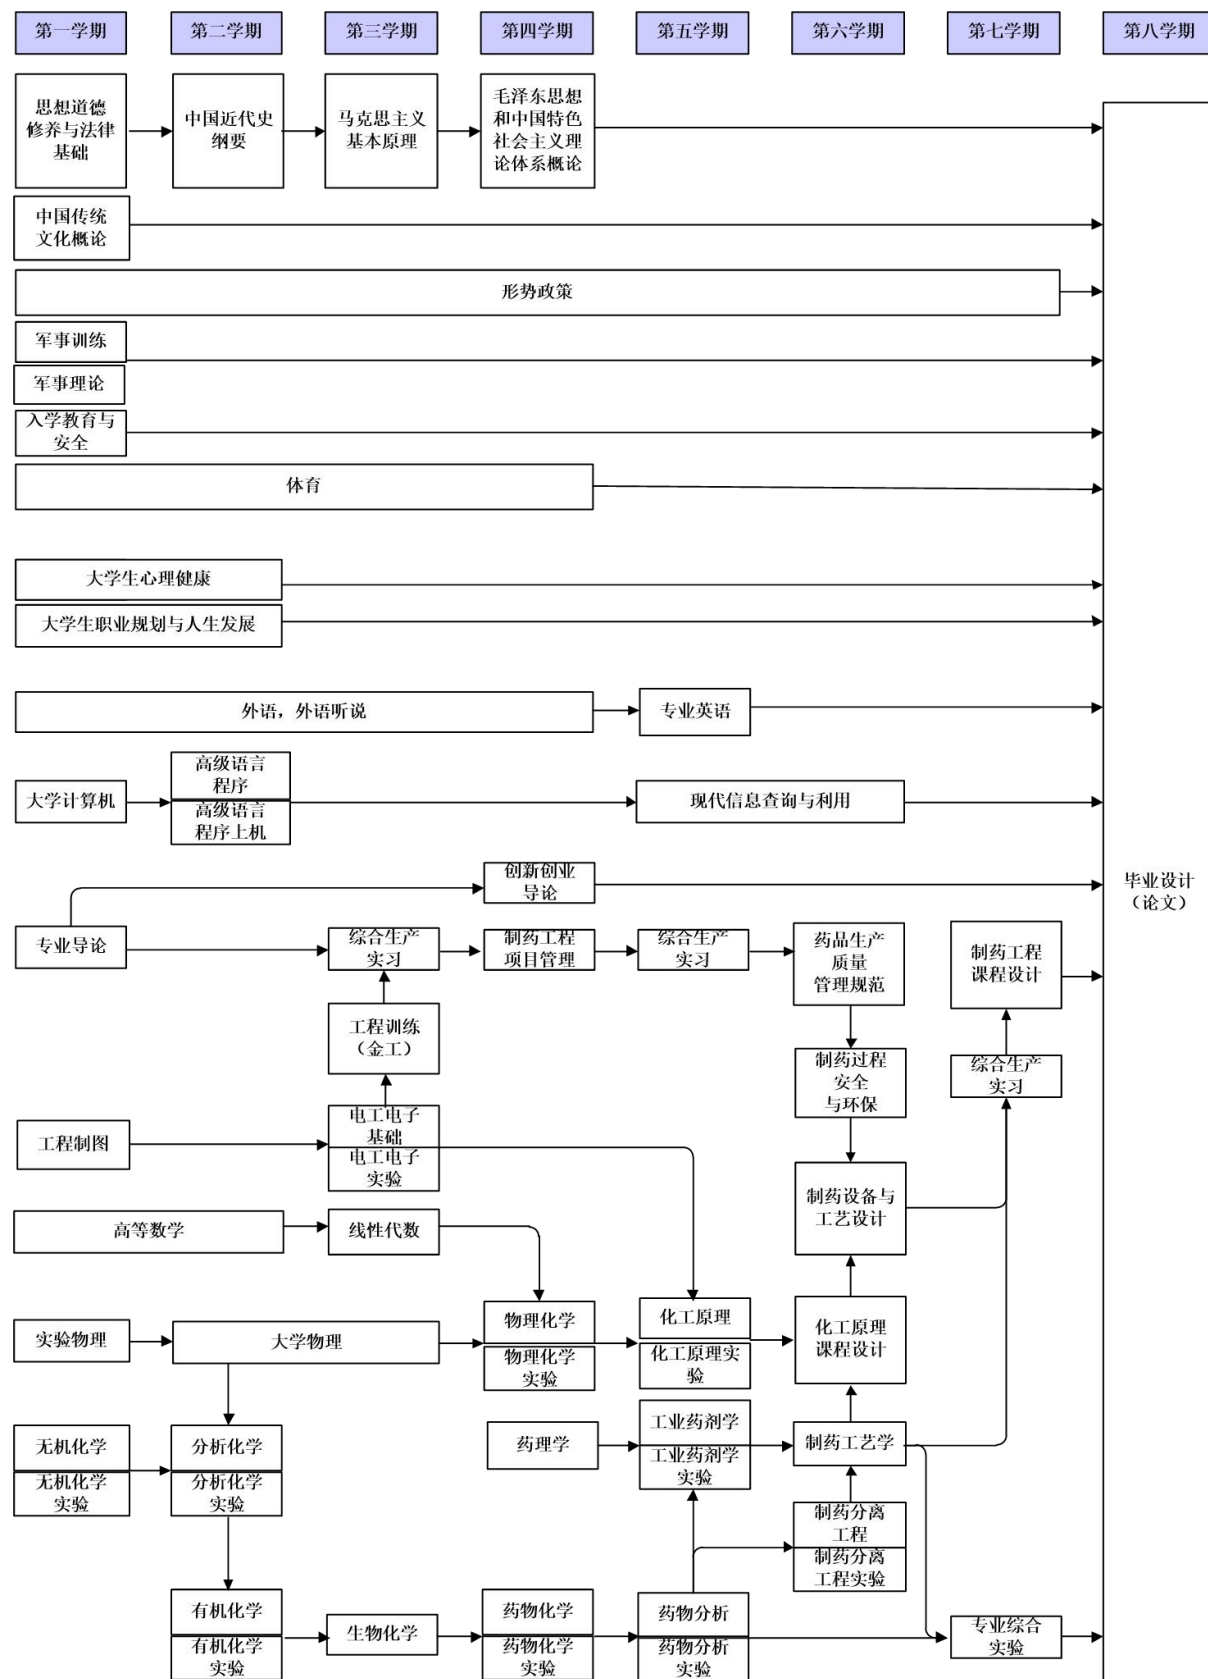 第一学期
第二学期
第三学期
第四学期
第五学期
第六学期
第七学期
第八学期
思想道德
修养与法律
基础
中国近代史
纲要
马克思主义
基本原理
毛泽东思想
和中国特色
社会主义理
论体系概论
中国传统
文化概论
形势政策
军事训练
军事理论
入学教育与
安全
体育
大学生心理健康
大学生职业规划与人生发展
外语，外语听说
专业英语
大学计算机
高级语言
程序
高级语言
程序上机
现代信息查询与利用
创新创业
导论
毕业设计
（论文）
专业导论
综合生产
实习
制药工程
项目管理
综合生产
实习
药品生产
质量
管理规范
制药工程
课程设计
工程训练
（金工）
制药过程
安全
与环保
综合生产
实习
工程制图
电工电子
基础
电工电子
实验
制药设备与
工艺设计
高等数学
线性代数
实验物理
大学物理
物理化学
物理化学
实验
化工原理
化工原理实
验
化工原理
课程设计
无机化学
无机化学
实验
分析化学
分析化学
实验
药理学
工业药剂学
工业药剂学
实验
制药工艺学
制药分离
工程
制药分离
工程实验
有机化学
有机化学
实验
生物化学
药物化学
药物化学
实验
药物分析
药物分析
实验
专业综合
实验